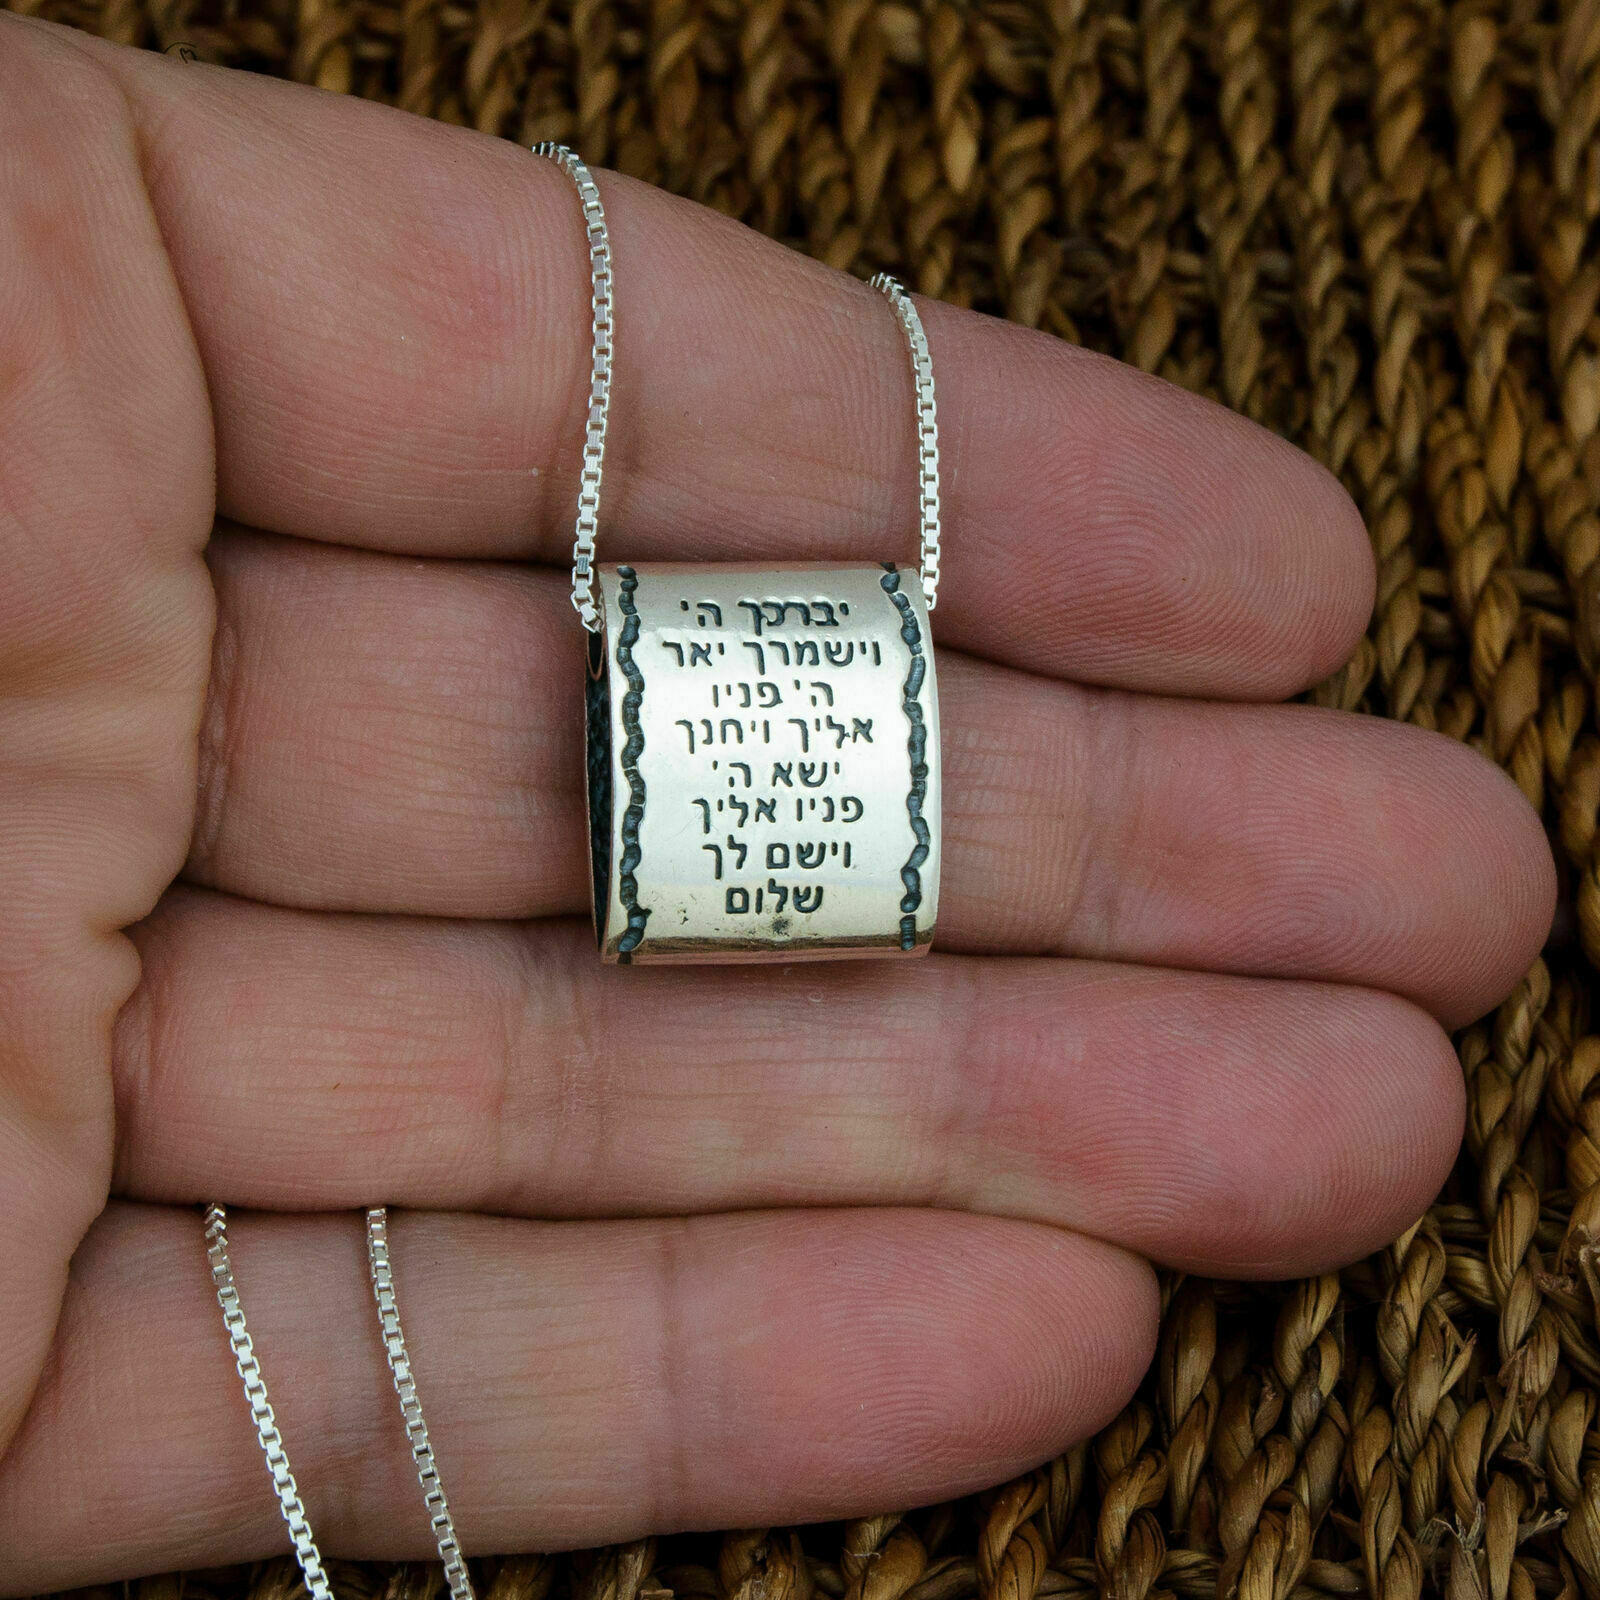 יברכך ה'
וישמרך יאר
ה' פניו
אליך ויחנך
ישא ה'
פניו אליך
וישם לך
שלום